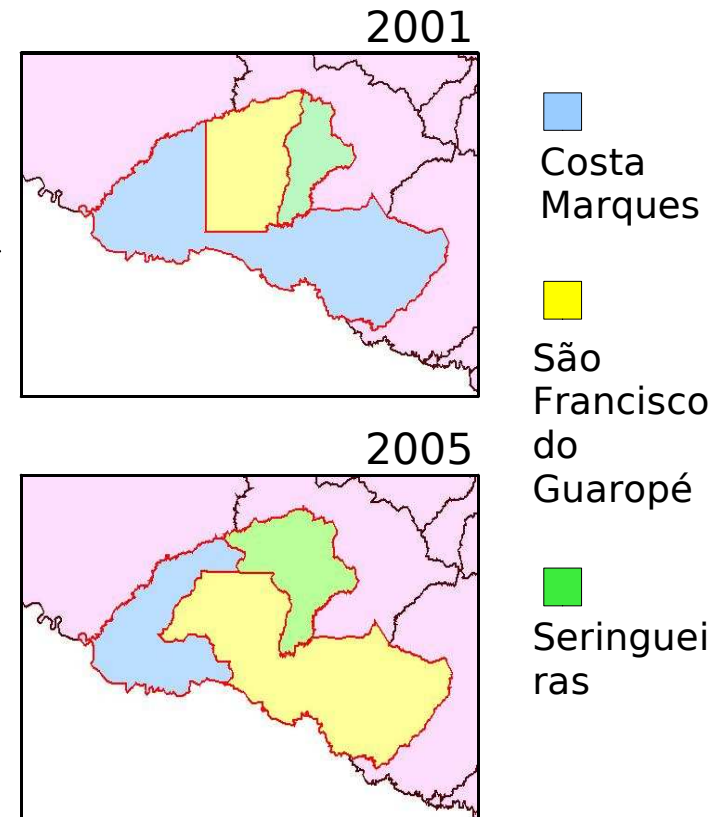 2001
Costa
Marques
São
Francisco
do
Guaropé
2005
Seringuei
ras